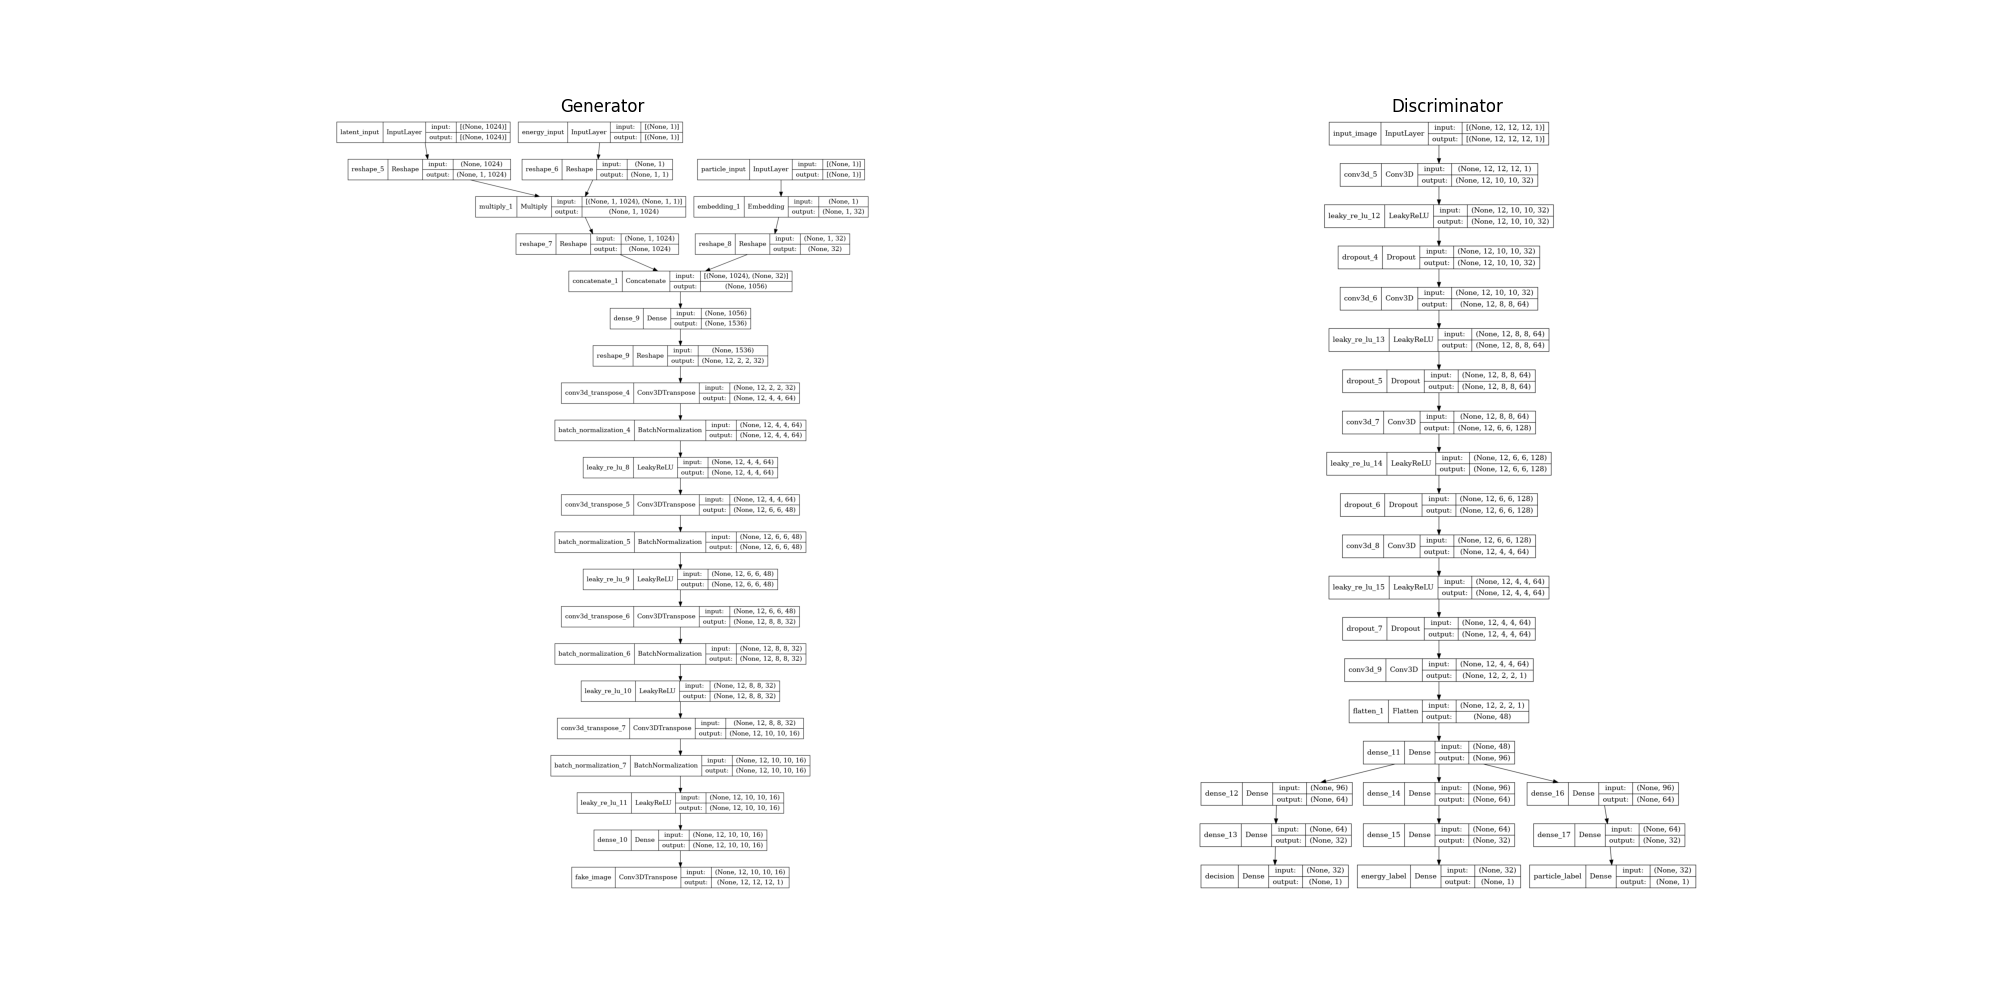 Generator
latent_input InputLayer input: [(None, 1024)]
output: [(None, 1024)]
energy_input InputLayer input: [(None, 1)]
output: [(None, 1)]
reshape_5 Reshape input: (None, 1024)
output: (None, 1, 1024)
reshape_6 Reshape input: (None, 1)
output: (None, 1, 1)
particle_input InputLayer input: [(None, 1)]
output: [(None, 1)]
multiply_1 Multiply input: [(None, 1, 1024), (None, 1, 1)]
output: (None, 1, 1024)
embedding_1 Embedding input: (None, 1)
output: (None, 1, 32)
reshape_7 Reshape input: (None, 1, 1024)
output: (None, 1024)
reshape_8 Reshape input: (None, 1, 32)
output: (None, 32)
concatenate_1 Concatenate input: [(None, 1024), (None, 32)]
output: (None, 1056)
dense_9 Dense input: (None, 1056)
output: (None, 1536)
reshape_9 Reshape input: (None, 1536)
output: (None, 12, 2, 2, 32)
conv3d_transpose_4 Conv3DTranspose input: (None, 12, 2, 2, 32)
output: (None, 12, 4, 4, 64)
batch_normalization_4 BatchNormalization input: (None, 12, 4, 4, 64)
output: (None, 12, 4, 4, 64)
leaky_re_lu_8 LeakyReLU input: (None, 12, 4, 4, 64)
output: (None, 12, 4, 4, 64)
conv3d_transpose_5 Conv3DTranspose input: (None, 12, 4, 4, 64)
output: (None, 12, 6, 6, 48)
batch_normalization_5 BatchNormalization input: (None, 12, 6, 6, 48)
output: (None, 12, 6, 6, 48)
leaky_re_lu_9 LeakyReLU input: (None, 12, 6, 6, 48)
output: (None, 12, 6, 6, 48)
conv3d_transpose_6 Conv3DTranspose input: (None, 12, 6, 6, 48)
output: (None, 12, 8, 8, 32)
batch_normalization_6 BatchNormalization input: (None, 12, 8, 8, 32)
output: (None, 12, 8, 8, 32)
leaky_re_lu_10 LeakyReLU input: (None, 12, 8, 8, 32)
output: (None, 12, 8, 8, 32)
conv3d_transpose_7 Conv3DTranspose input: (None, 12, 8, 8, 32)
output: (None, 12, 10, 10, 16)
batch_normalization_7 BatchNormalization input: (None, 12, 10, 10, 16)
output: (None, 12, 10, 10, 16)
leaky_re_lu_11 LeakyReLU input: (None, 12, 10, 10, 16)
output: (None, 12, 10, 10, 16)
dense_10 Dense input: (None, 12, 10, 10, 16)
output: (None, 12, 10, 10, 16)
fake_image Conv3DTranspose input: (None, 12, 10, 10, 16)
output: (None, 12, 12, 12, 1)
Discriminator
input_image InputLayer input: [(None, 12, 12, 12, 1)]
output: [(None, 12, 12, 12, 1)]
conv3d_5 Conv3D input: (None, 12, 12, 12, 1)
output: (None, 12, 10, 10, 32)
leaky_re_lu_12 LeakyReLU input: (None, 12, 10, 10, 32)
output: (None, 12, 10, 10, 32)
dropout_4 Dropout input: (None, 12, 10, 10, 32)
output: (None, 12, 10, 10, 32)
conv3d_6 Conv3D input: (None, 12, 10, 10, 32)
output: (None, 12, 8, 8, 64)
leaky_re_lu_13 LeakyReLU input: (None, 12, 8, 8, 64)
output: (None, 12, 8, 8, 64)
dropout_5 Dropout input: (None, 12, 8, 8, 64)
output: (None, 12, 8, 8, 64)
conv3d_7 Conv3D input: (None, 12, 8, 8, 64)
output: (None, 12, 6, 6, 128)
leaky_re_lu_14 LeakyReLU input: (None, 12, 6, 6, 128)
output: (None, 12, 6, 6, 128)
dropout_6 Dropout input: (None, 12, 6, 6, 128)
output: (None, 12, 6, 6, 128)
conv3d_8 Conv3D input: (None, 12, 6, 6, 128)
output: (None, 12, 4, 4, 64)
leaky_re_lu_15 LeakyReLU input: (None, 12, 4, 4, 64)
output: (None, 12, 4, 4, 64)
dropout_7 Dropout input: (None, 12, 4, 4, 64)
output: (None, 12, 4, 4, 64)
conv3d_9 Conv3D input: (None, 12, 4, 4, 64)
output: (None, 12, 2, 2, 1)
flatten_1 Flatten input: (None, 12, 2, 2, 1)
output: (None, 48)
dense_11 Dense input: (None, 48)
output: (None, 96)
dense_12 Dense input: (None, 96)
output: (None, 64)
dense_14 Dense input: (None, 96)
output: (None, 64)
dense_16 Dense input: (None, 96)
output: (None, 64)
dense_13 Dense input: (None, 64)
output: (None, 32)
dense_15 Dense input: (None, 64)
output: (None, 32)
dense_17 Dense input: (None, 64)
output: (None, 32)
decision Dense input: (None, 32)
output: (None, 1)
energy_label Dense input: (None, 32)
output: (None, 1)
particle_label Dense input: (None, 32)
output: (None, 1)